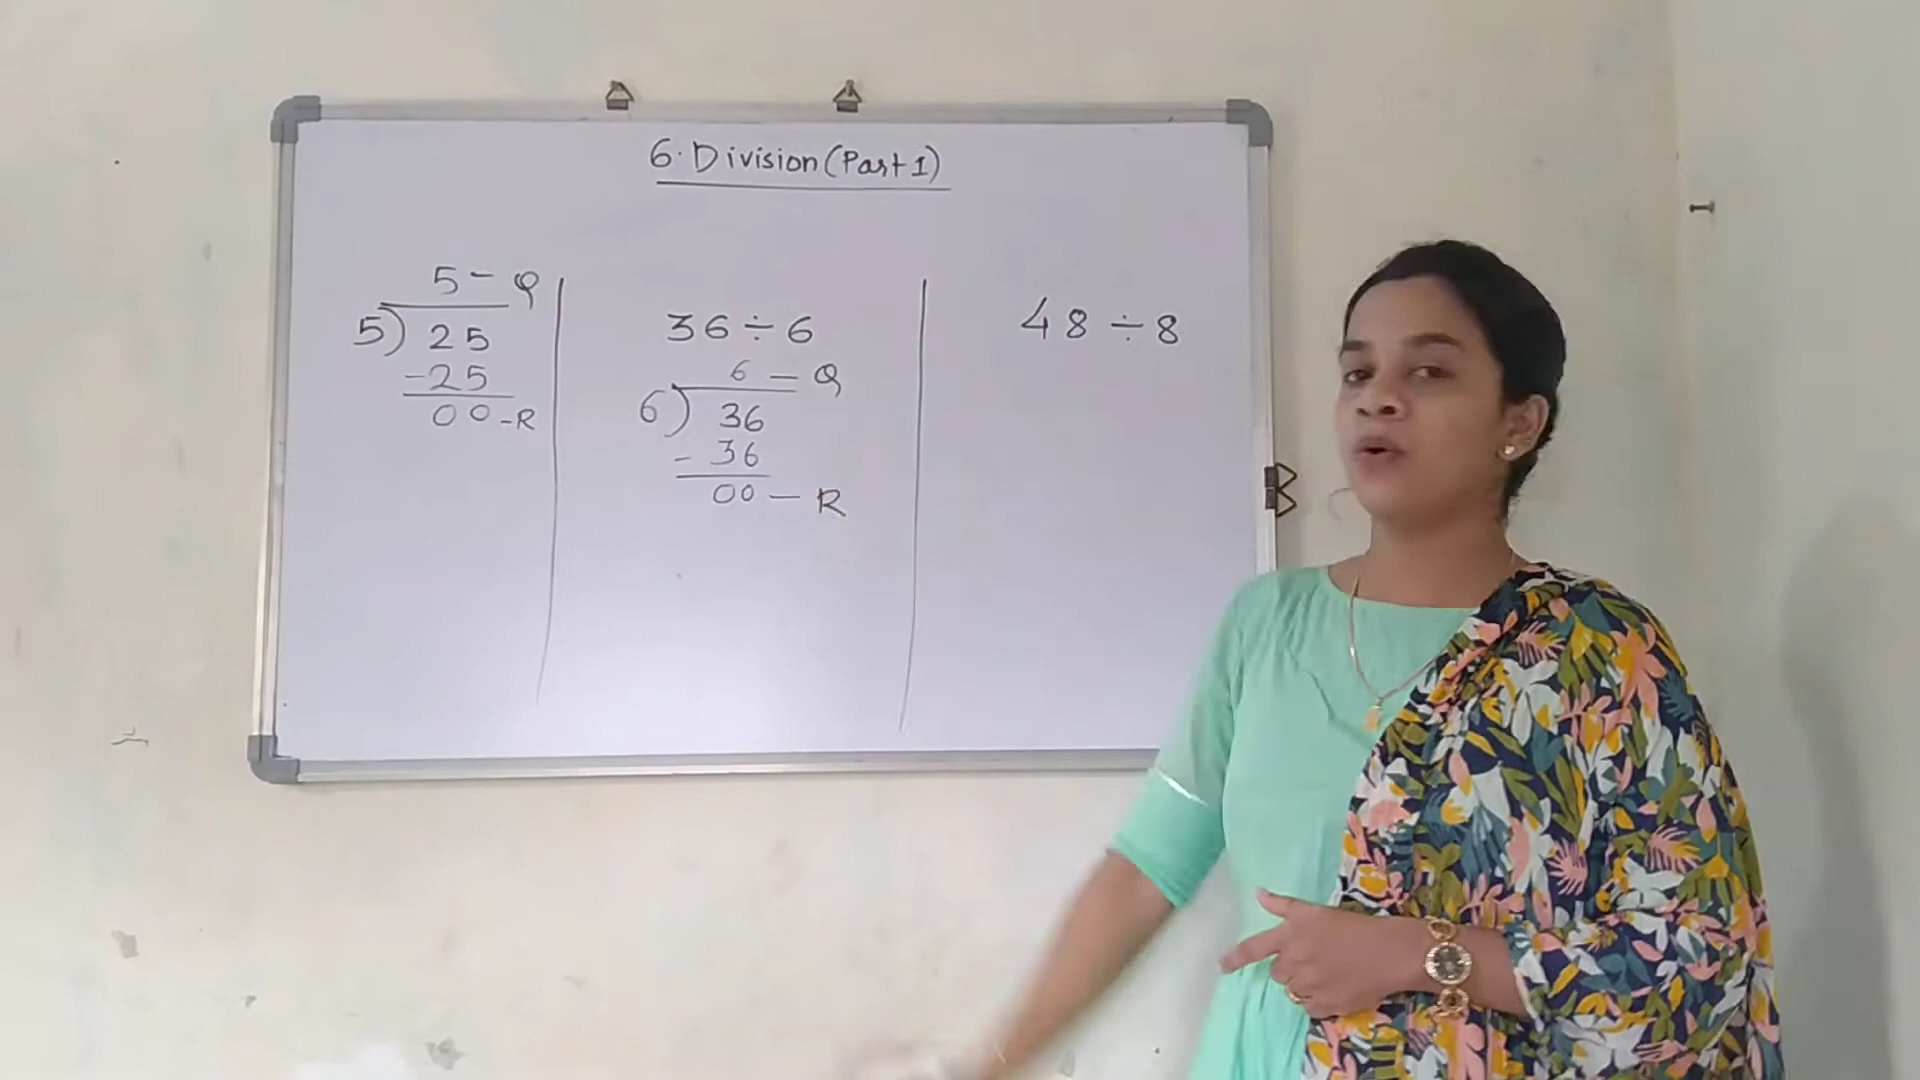 6. Division (Part 1)
5 - Q
5) 25
-25
00 - R
36 ÷ 6
6 - Q
6) 36
- 36
00 - R
48 ÷ 8